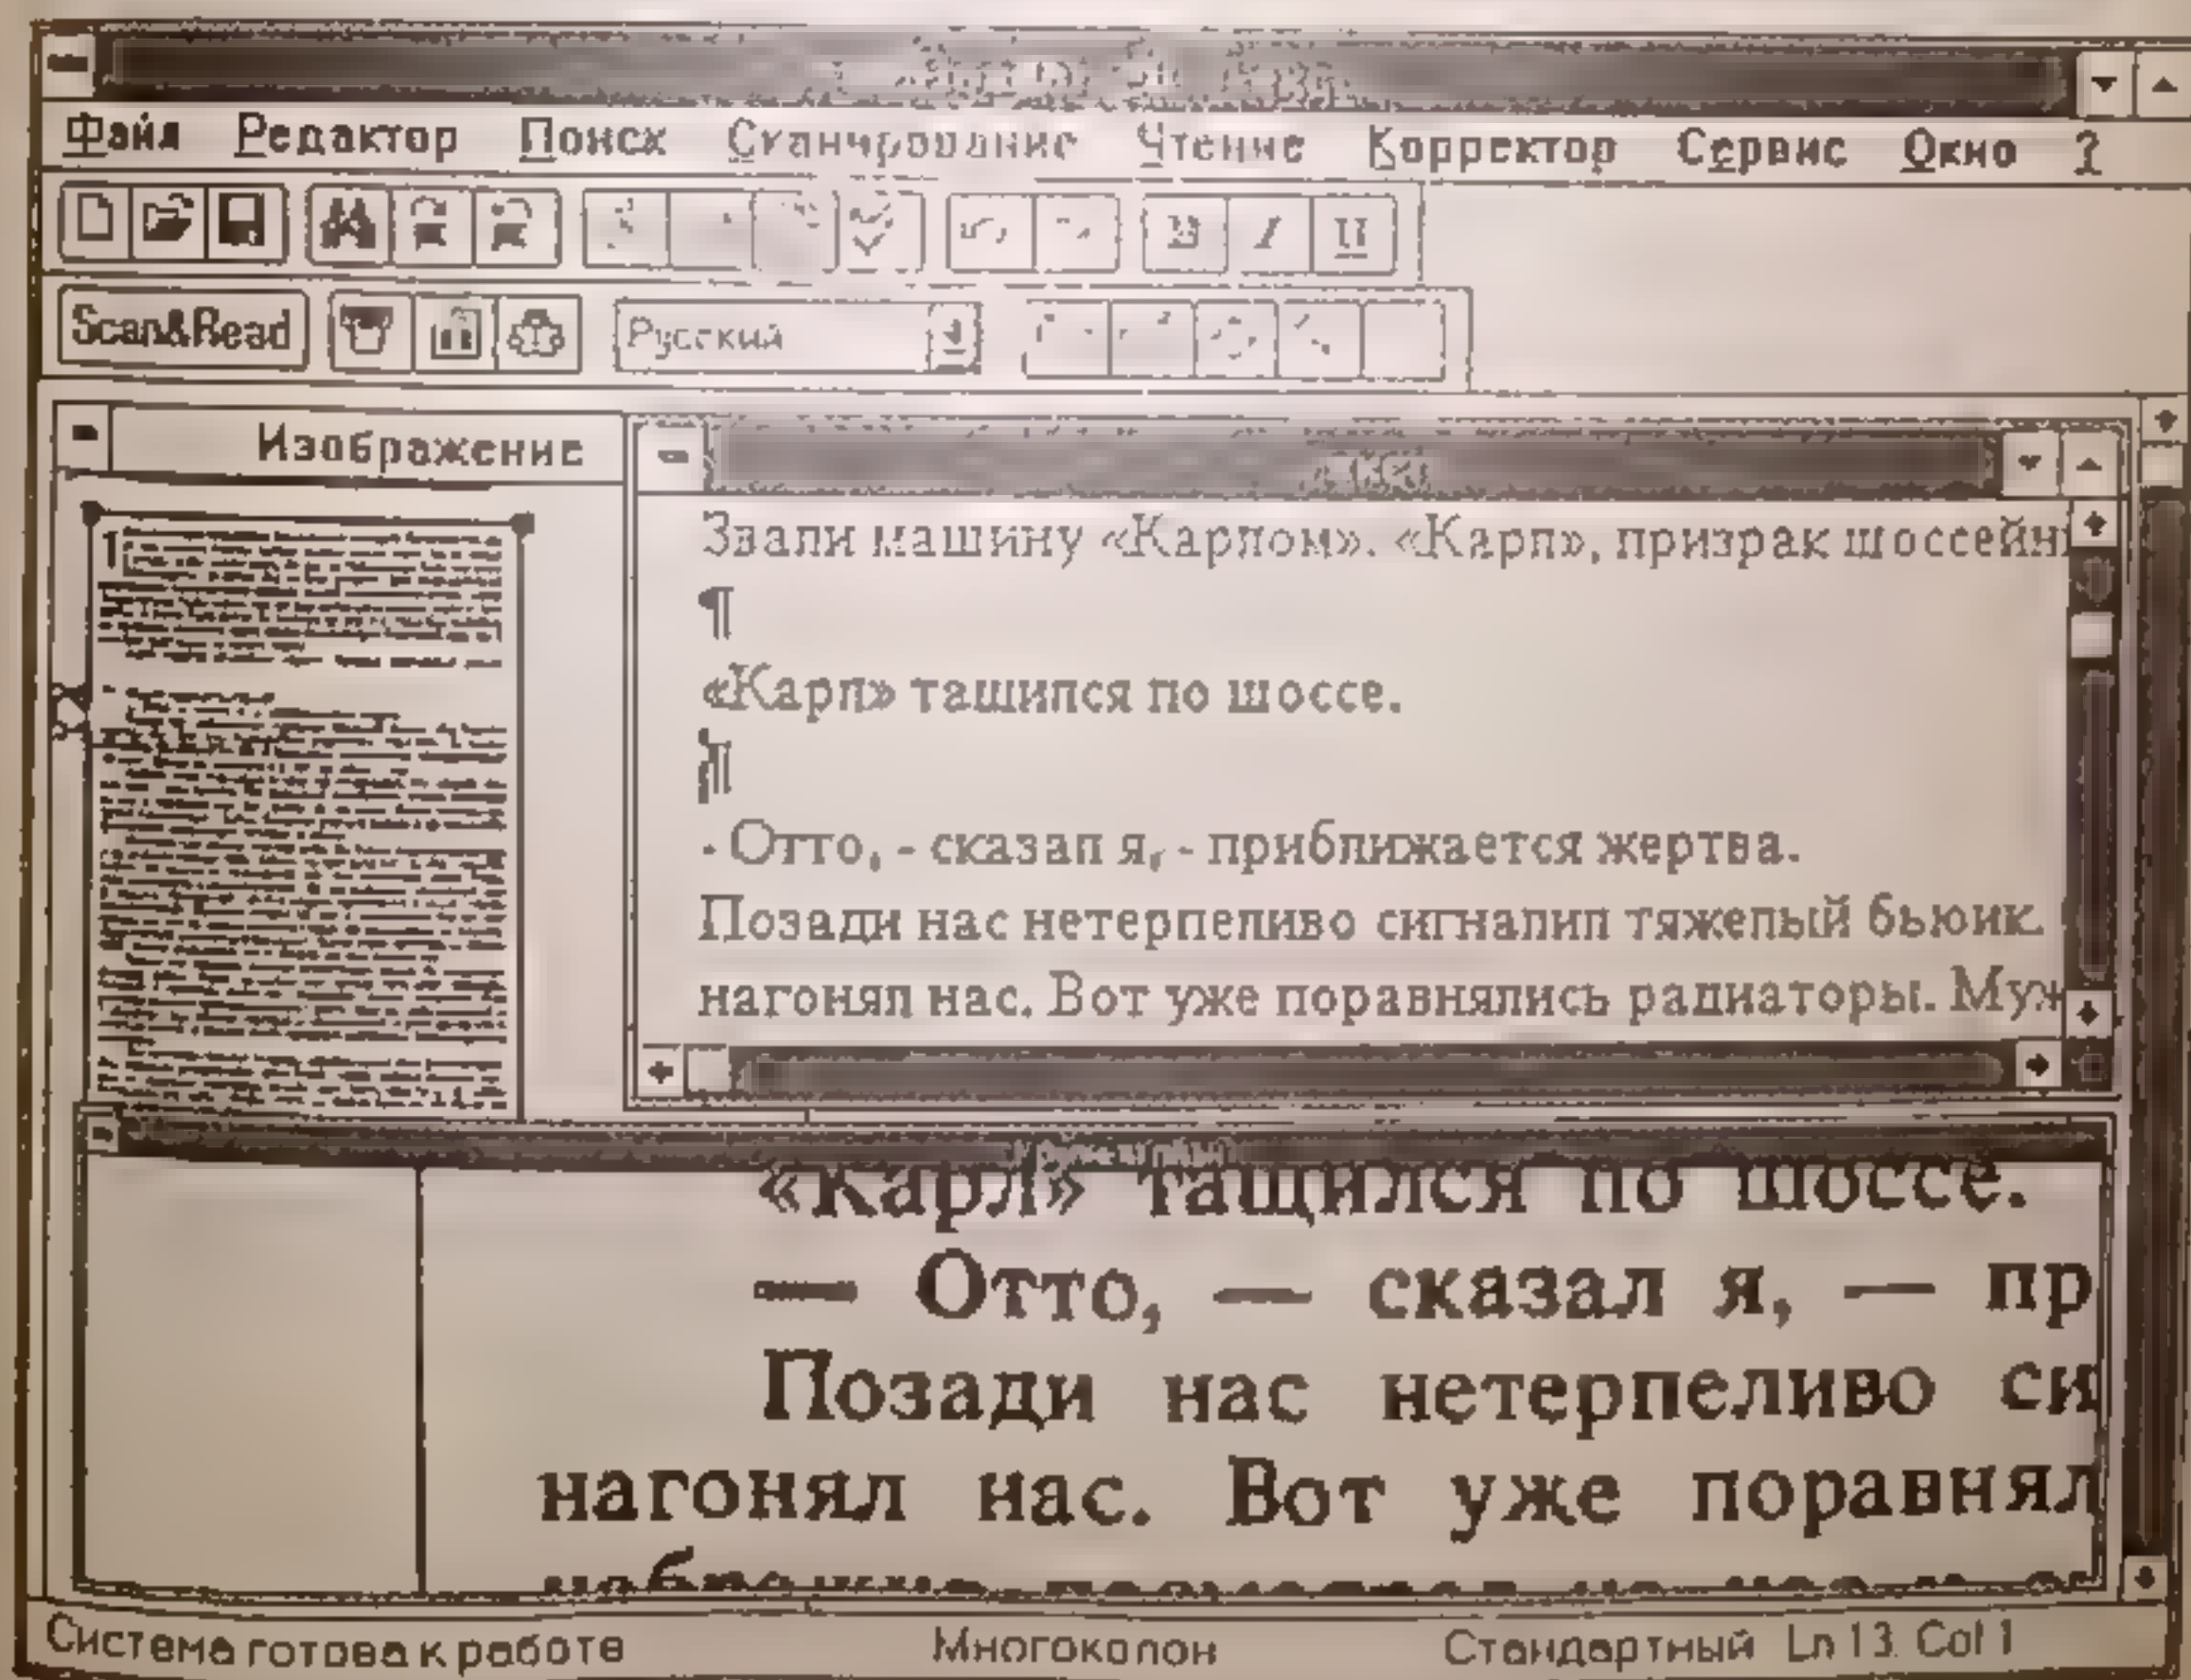 Файл Редактор Поиск Сканирование Чтение Корректор Сервис Окно ?
B I U
Scan&Read Русский
Изображение
Звали машину «Карлом». «Карл», призрак шоссейн
¶
«Карл» тащился по шоссе.
¶
- Отто, - сказал я, - приближается жертва.
Позади нас нетерпеливо сигналил тяжелый бьюик.
нагонял нас. Вот уже поравнялись радиаторы. Муж
«Карл» тащился по шоссе.
— Отто, — сказал я, — пр
Позади нас нетерпеливо си
нагонял нас. Вот уже поравнял
Система готова к работе Многоколон Стандартный Ln 13 Col 1